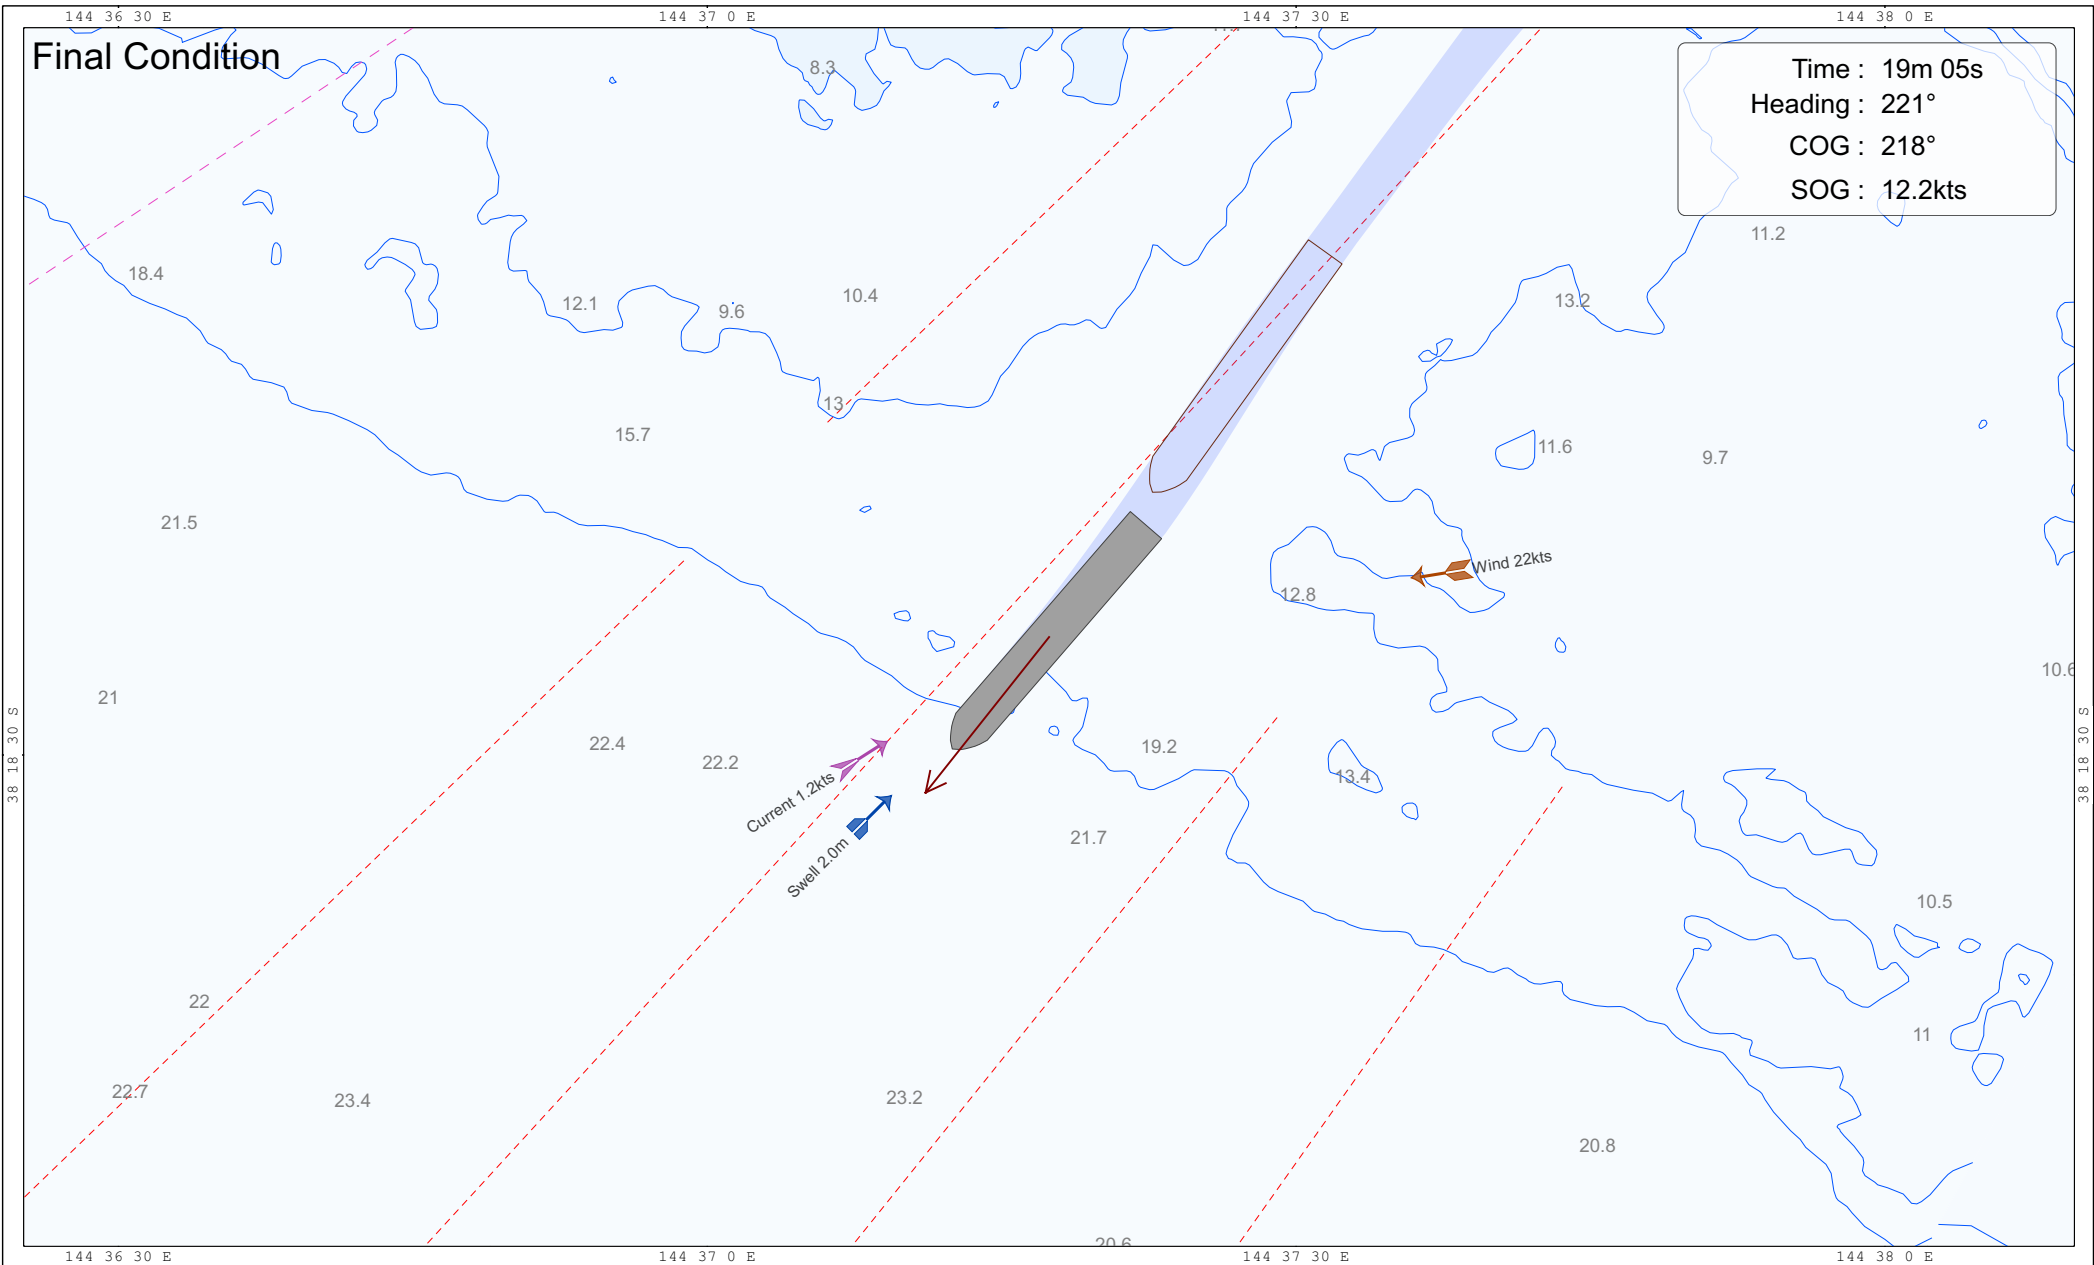 144 36 30 E
144 37 0 E
144 37 30 E
144 38 0 E
Final Condition
Time : 19m 05s
Heading : 221°
COG : 218°
SOG : 12.2kts
8.3
11.2
18.4
12.1
9.6
10.4
13.2
13
15.7
11.6
9.7
21.5
Wind 22kts
12.8
10.6
21
22.4
22.2
19.2
13.4
38 18 30 S
38 18 30 S
Current 1.2kts
Swell 2.0m
21.7
10.5
22
11
22.7
23.4
23.2
20.8
20.6
144 36 30 E
144 37 0 E
144 37 30 E
144 38 0 E